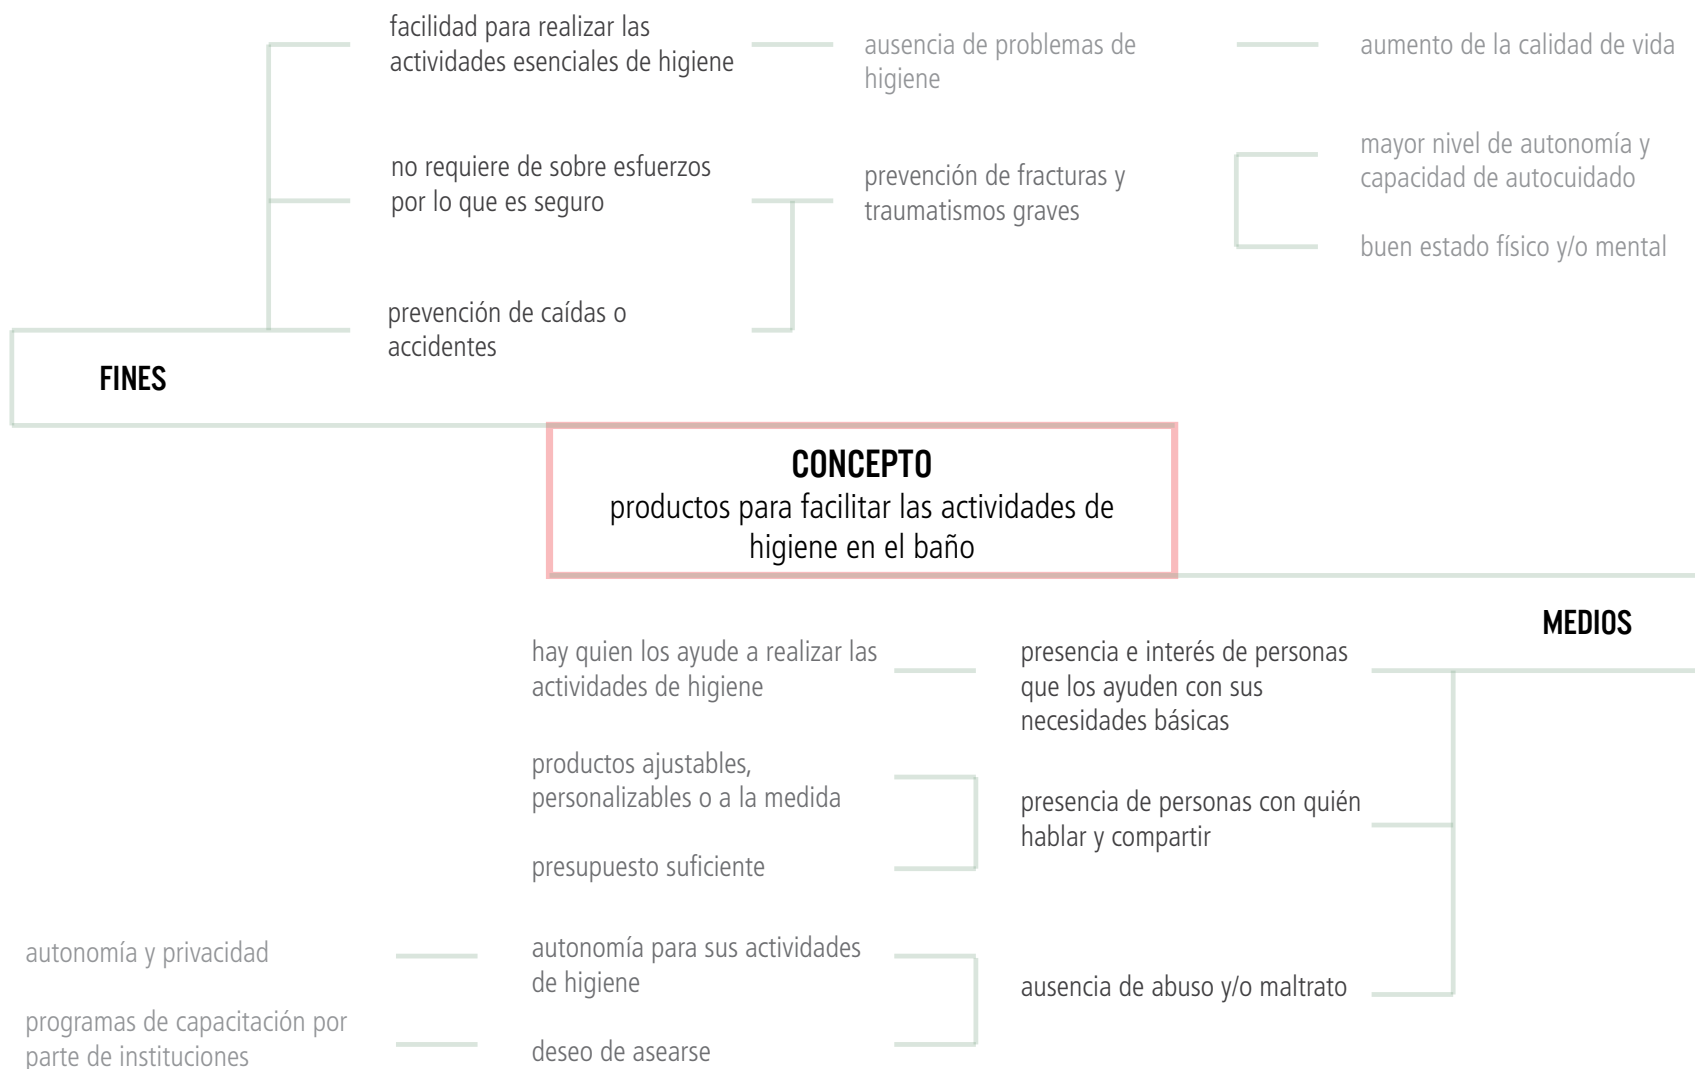 facilidad para realizar las
actividades esenciales de higiene
ausencia de problemas de
higiene
aumento de la calidad de vida
no requiere de sobre esfuerzos
por lo que es seguro
prevención de fracturas y
traumatismos graves
mayor nivel de autonomía y
capacidad de autocuidado
buen estado físico y/o mental
prevención de caídas o
accidentes
FINES
CONCEPTO
productos para facilitar las actividades de
higiene en el baño
MEDIOS
hay quien los ayude a realizar las
actividades de higiene
presencia e interés de personas
que los ayuden con sus
necesidades básicas
productos ajustables,
personalizables o a la medida
presencia de personas con quién
hablar y compartir
presupuesto suficiente
autonomía y privacidad
autonomía para sus actividades
de higiene
ausencia de abuso y/o maltrato
programas de capacitación por
parte de instituciones
deseo de asearse